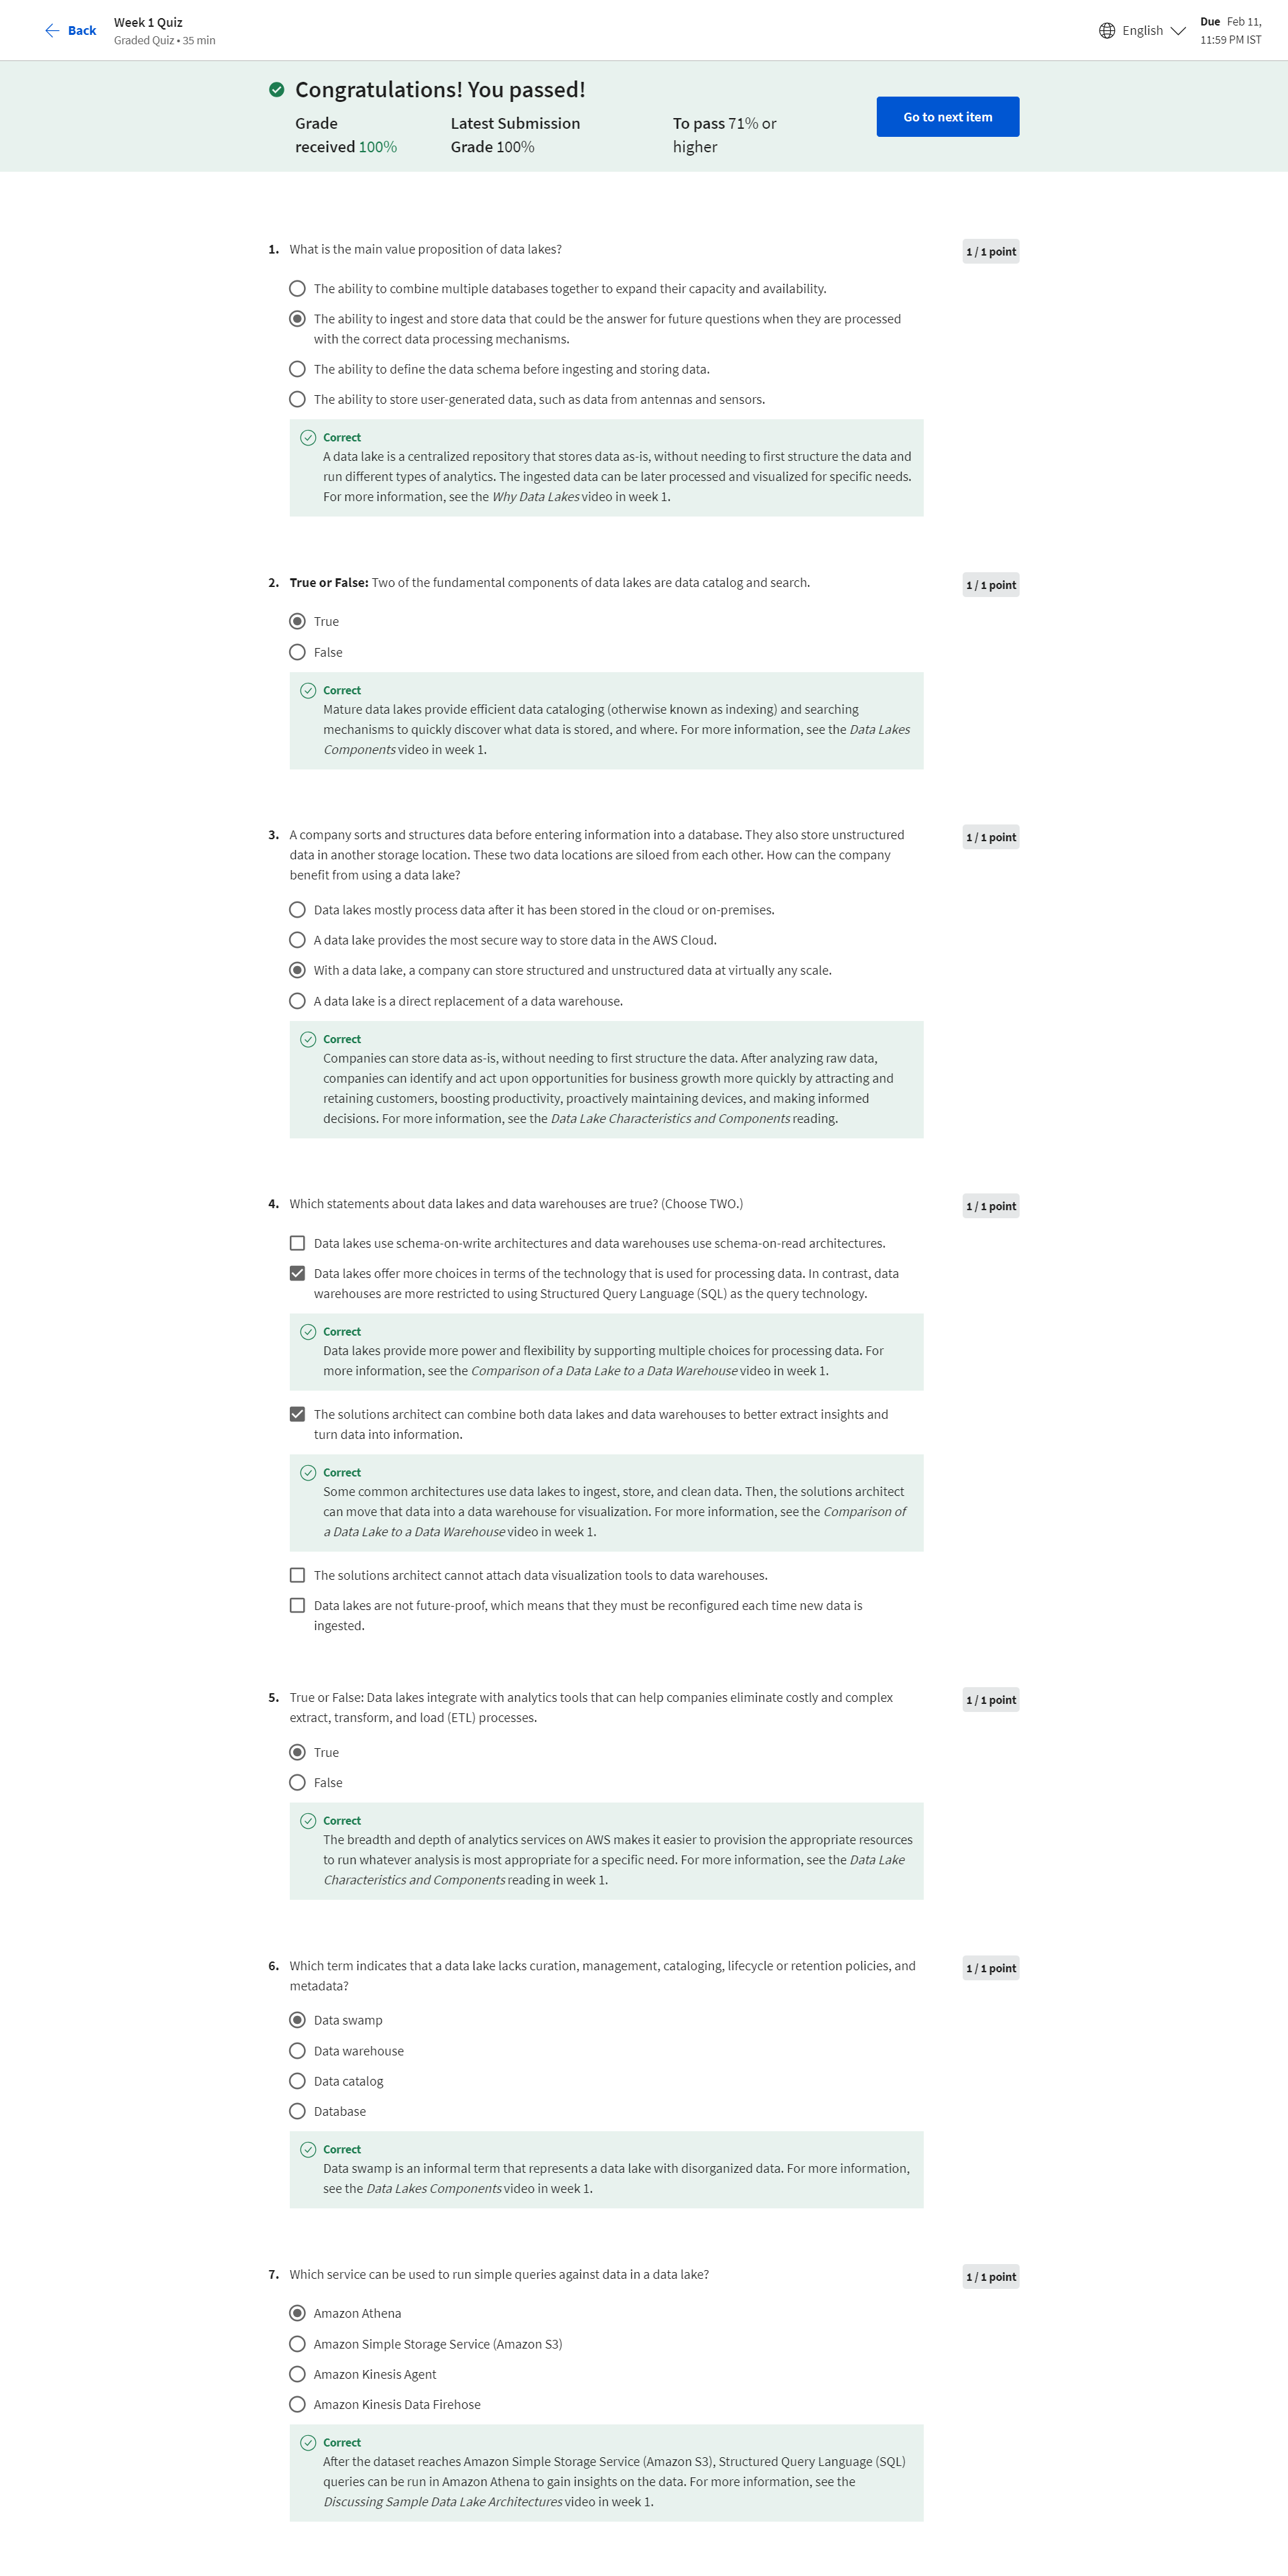 Back
Week 1 Quiz
Graded Quiz • 35 min
English
Due Feb 11,
11:59 PM IST
Congratulations! You passed!
Grade
received 100%
Latest Submission
Grade 100%
To pass 71% or
higher
Go to next item
1. What is the main value proposition of data lakes?
1 / 1 point
The ability to combine multiple databases together to expand their capacity and availability.
The ability to ingest and store data that could be the answer for future questions when they are processed
with the correct data processing mechanisms.
The ability to define the data schema before ingesting and storing data.
The ability to store user-generated data, such as data from antennas and sensors.
Correct
A data lake is a centralized repository that stores data as-is, without needing to first structure the data and
run different types of analytics. The ingested data can be later processed and visualized for specific needs.
For more information, see the Why Data Lakes video in week 1.
2. True or False: Two of the fundamental components of data lakes are data catalog and search.
1 / 1 point
True
False
Correct
Mature data lakes provide efficient data cataloging (otherwise known as indexing) and searching
mechanisms to quickly discover what data is stored, and where. For more information, see the Data Lakes
Components video in week 1.
3. A company sorts and structures data before entering information into a database. They also store unstructured
data in another storage location. These two data locations are siloed from each other. How can the company
benefit from using a data lake?
1 / 1 point
Data lakes mostly process data after it has been stored in the cloud or on-premises.
A data lake provides the most secure way to store data in the AWS Cloud.
With a data lake, a company can store structured and unstructured data at virtually any scale.
A data lake is a direct replacement of a data warehouse.
Correct
Companies can store data as-is, without needing to first structure the data. After analyzing raw data,
companies can identify and act upon opportunities for business growth more quickly by attracting and
retaining customers, boosting productivity, proactively maintaining devices, and making informed
decisions. For more information, see the Data Lake Characteristics and Components reading.
4. Which statements about data lakes and data warehouses are true? (Choose TWO.)
1 / 1 point
Data lakes use schema-on-write architectures and data warehouses use schema-on-read architectures.
Data lakes offer more choices in terms of the technology that is used for processing data. In contrast, data
warehouses are more restricted to using Structured Query Language (SQL) as the query technology.
Correct
Data lakes provide more power and flexibility by supporting multiple choices for processing data. For
more information, see the Comparison of a Data Lake to a Data Warehouse video in week 1.
The solutions architect can combine both data lakes and data warehouses to better extract insights and
turn data into information.
Correct
Some common architectures use data lakes to ingest, store, and clean data. Then, the solutions architect
can move that data into a data warehouse for visualization. For more information, see the Comparison of
a Data Lake to a Data Warehouse video in week 1.
The solutions architect cannot attach data visualization tools to data warehouses.
Data lakes are not future-proof, which means that they must be reconfigured each time new data is
ingested.
5. True or False: Data lakes integrate with analytics tools that can help companies eliminate costly and complex
extract, transform, and load (ETL) processes.
1 / 1 point
True
False
Correct
The breadth and depth of analytics services on AWS makes it easier to provision the appropriate resources
to run whatever analysis is most appropriate for a specific need. For more information, see the Data Lake
Characteristics and Components reading in week 1.
6. Which term indicates that a data lake lacks curation, management, cataloging, lifecycle or retention policies, and
metadata?
1 / 1 point
Data swamp
Data warehouse
Data catalog
Database
Correct
Data swamp is an informal term that represents a data lake with disorganized data. For more information,
see the Data Lakes Components video in week 1.
7. Which service can be used to run simple queries against data in a data lake?
1 / 1 point
Amazon Athena
Amazon Simple Storage Service (Amazon S3)
Amazon Kinesis Agent
Amazon Kinesis Data Firehose
Correct
After the dataset reaches Amazon Simple Storage Service (Amazon S3), Structured Query Language (SQL)
queries can be run in Amazon Athena to gain insights on the data. For more information, see the
Discussing Sample Data Lake Architectures video in week 1.